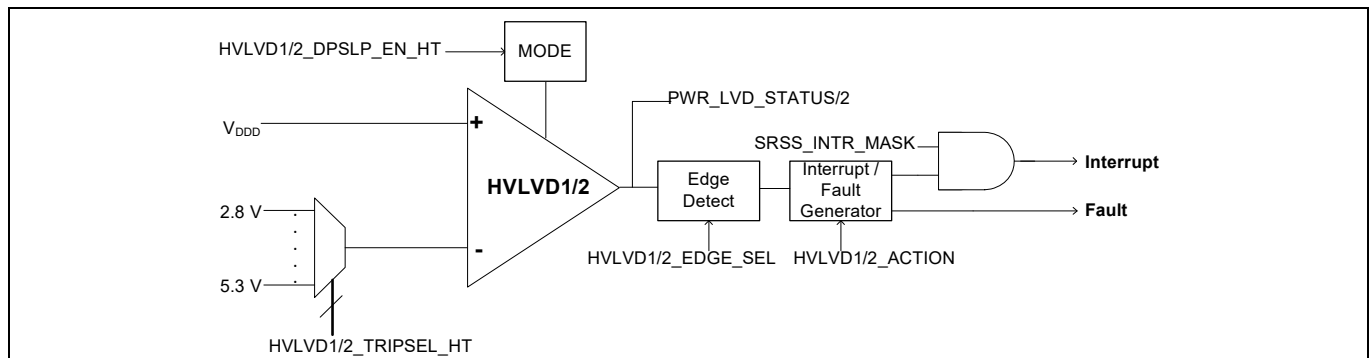 HVLVD1/2_DPSLP_EN_HT
MODE
PWR_LVD_STATUS/2
VDDD
+
SRSS_INTR_MASK
Interrupt
HVLVD1/2
Edge
Detect
Interrupt /
Fault
Generator
Fault
2.8 V
-
HVLVD1/2_EDGE_SEL
HVLVD1/2_ACTION
5.3 V
HVLVD1/2_TRIPSEL_HT